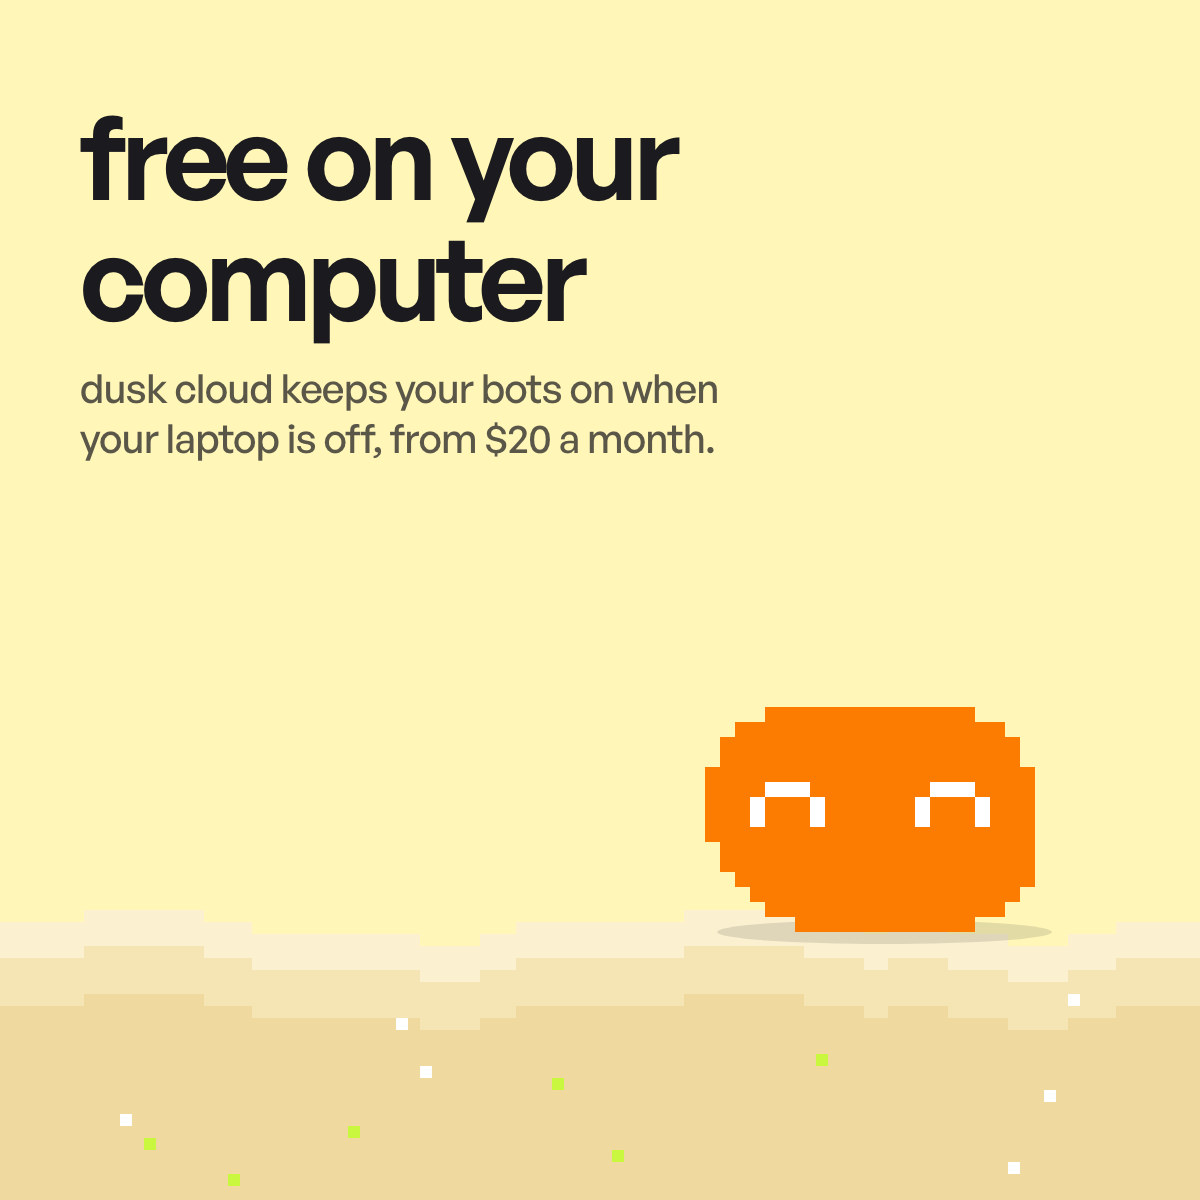 free on your
computer
dusk cloud keeps your bots on when
your laptop is off, from $20 a month.